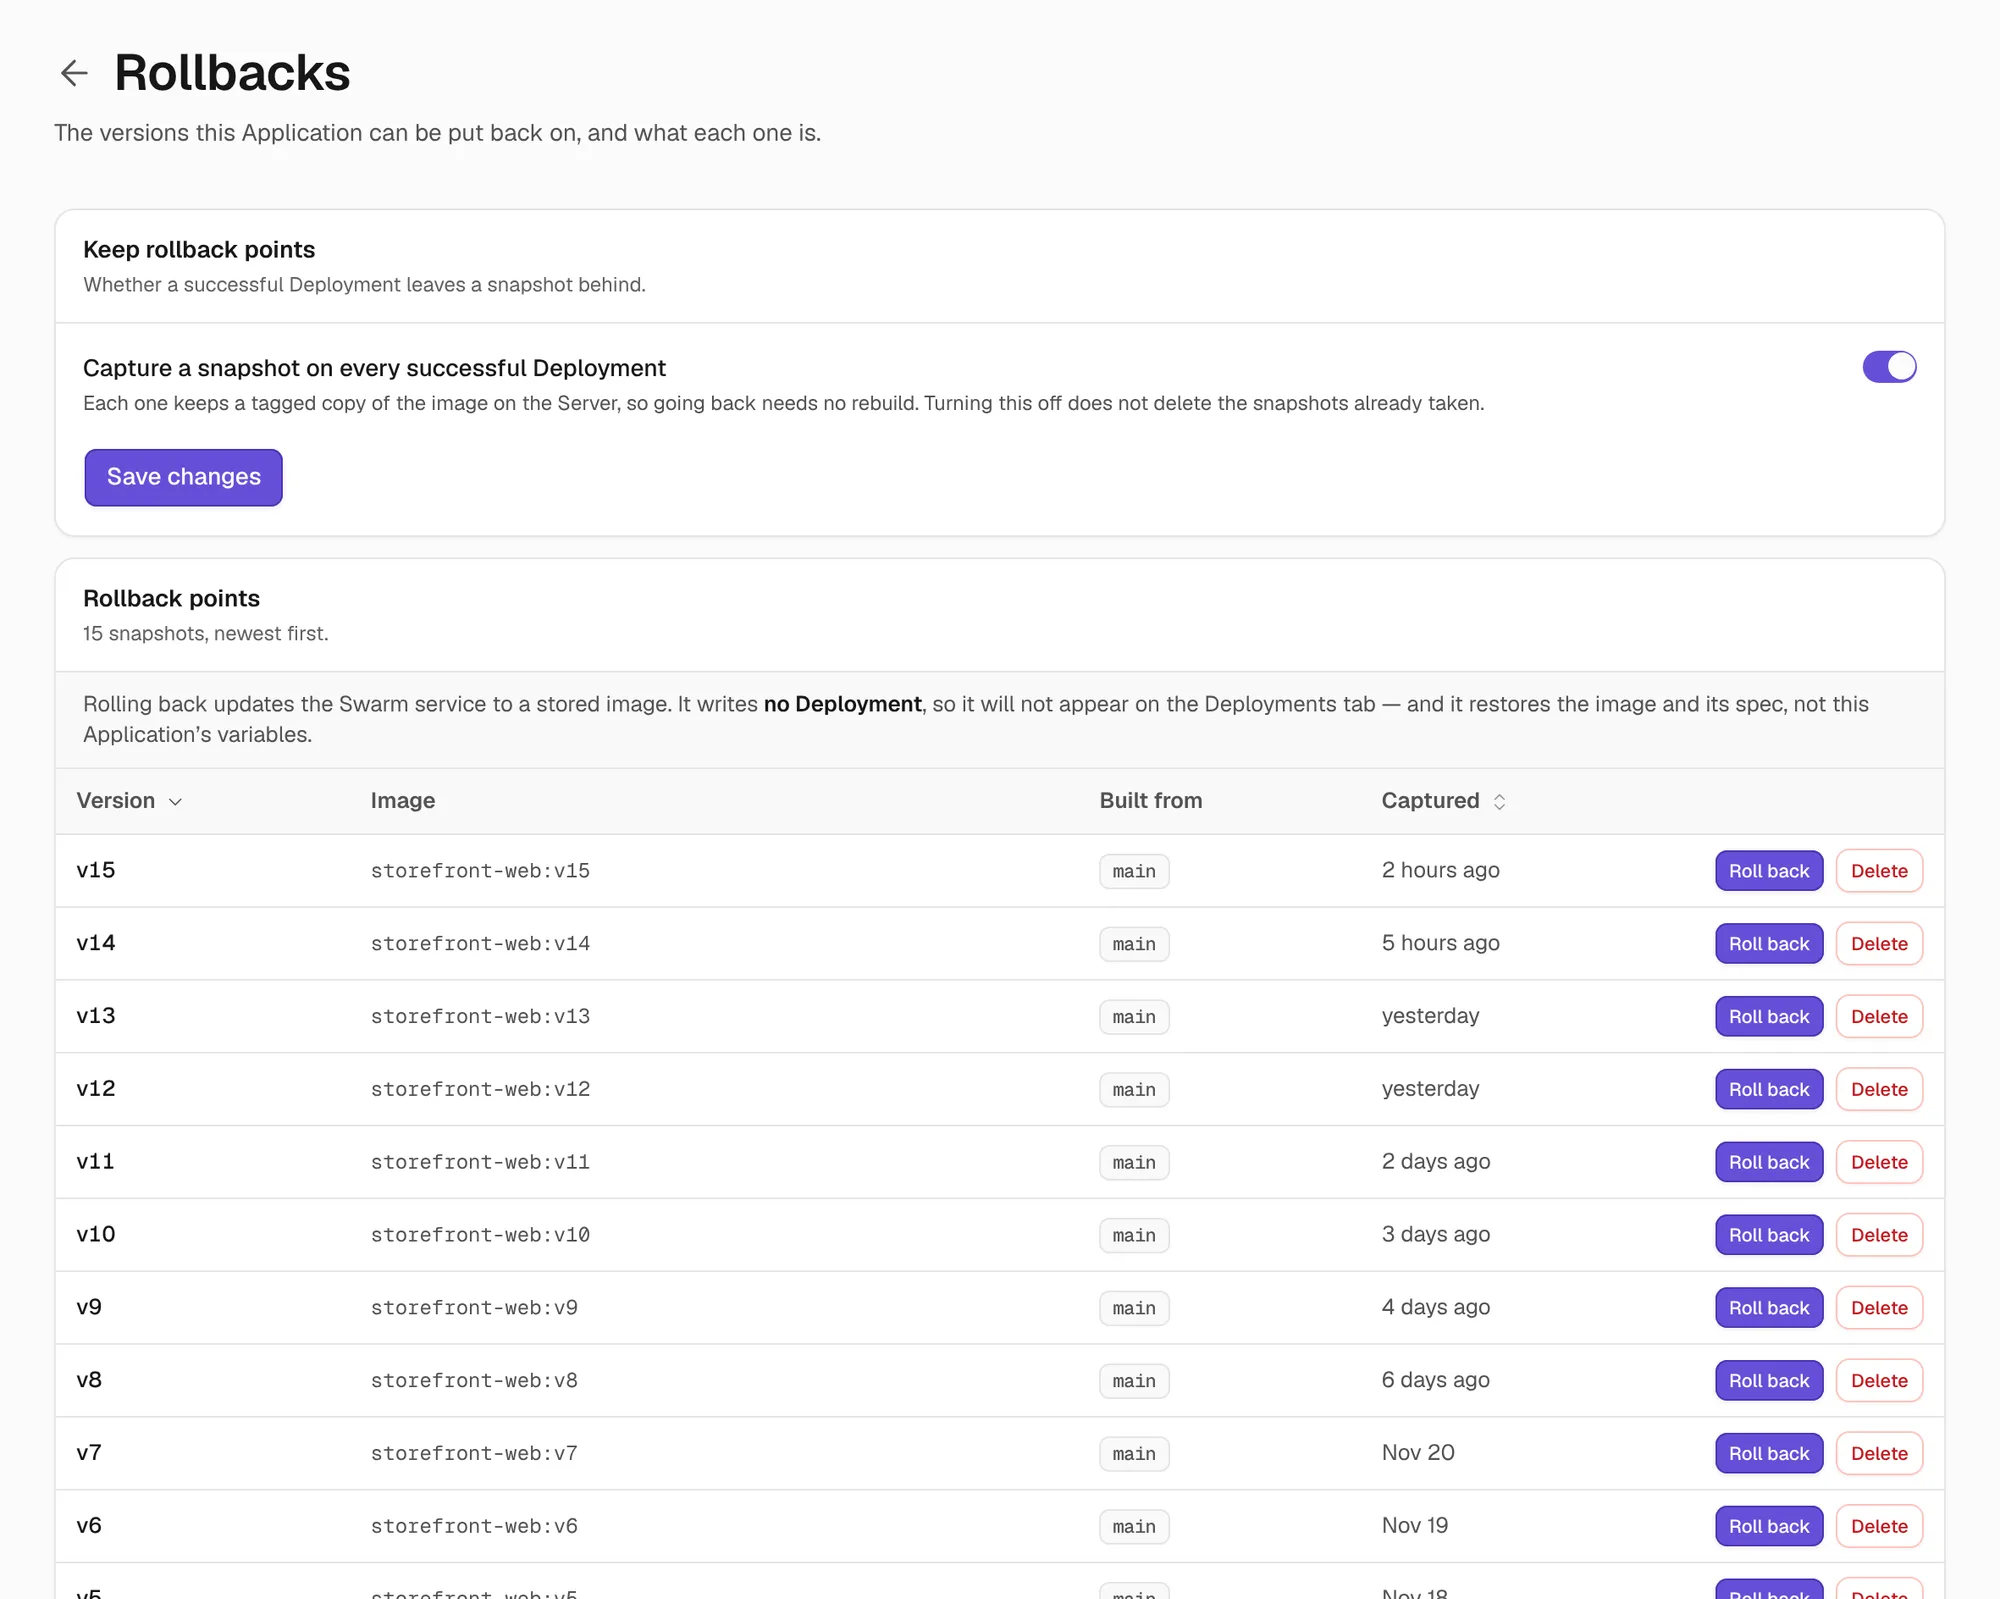 Rollbacks
The versions this Application can be put back on, and what each one is.
Keep rollback points
Whether a successful Deployment leaves a snapshot behind.
Capture a snapshot on every successful Deployment
Each one keeps a tagged copy of the image on the Server, so going back needs no rebuild. Turning this off does not delete the snapshots already taken.
Save changes
Rollback points
15 snapshots, newest first.
Rolling back updates the Swarm service to a stored image. It writes no Deployment, so it will not appear on the Deployments tab — and it restores the image and its spec, not this
Application’s variables.
Version Image Built from Captured
v15 storefront-web:v15 main 2 hours ago Roll back Delete
v14 storefront-web:v14 main 5 hours ago Roll back Delete
v13 storefront-web:v13 main yesterday Roll back Delete
v12 storefront-web:v12 main yesterday Roll back Delete
v11 storefront-web:v11 main 2 days ago Roll back Delete
v10 storefront-web:v10 main 3 days ago Roll back Delete
v9 storefront-web:v9 main 4 days ago Roll back Delete
v8 storefront-web:v8 main 6 days ago Roll back Delete
v7 storefront-web:v7 main Nov 20 Roll back Delete
v6 storefront-web:v6 main Nov 19 Roll back Delete
v5 storefront-web:v5 main Nov 18 Roll back Delete